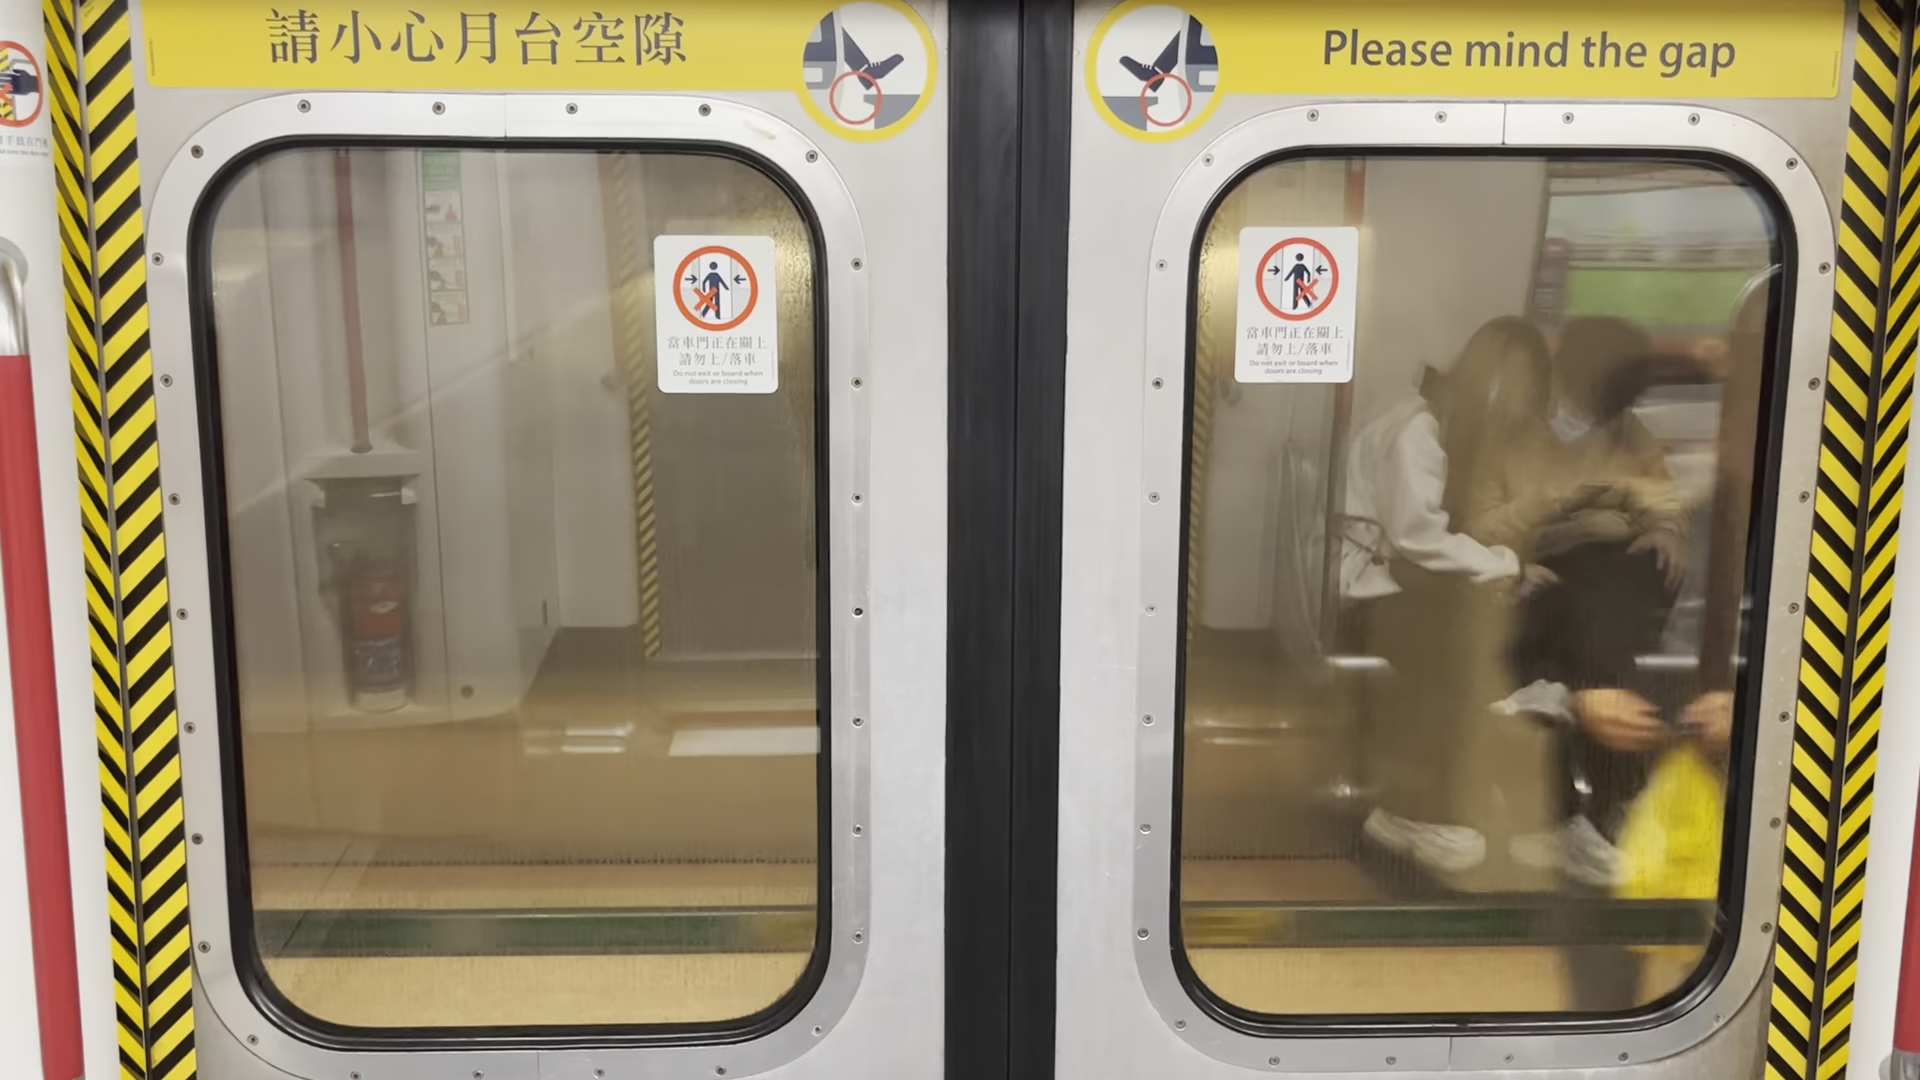 請小心月台空隙
Please mind the gap
當車門正在關上
請勿上/落車
Do not exit or board when
doors are closing
當車門正在關上
請勿上/落車
Do not exit or board when
doors are closing